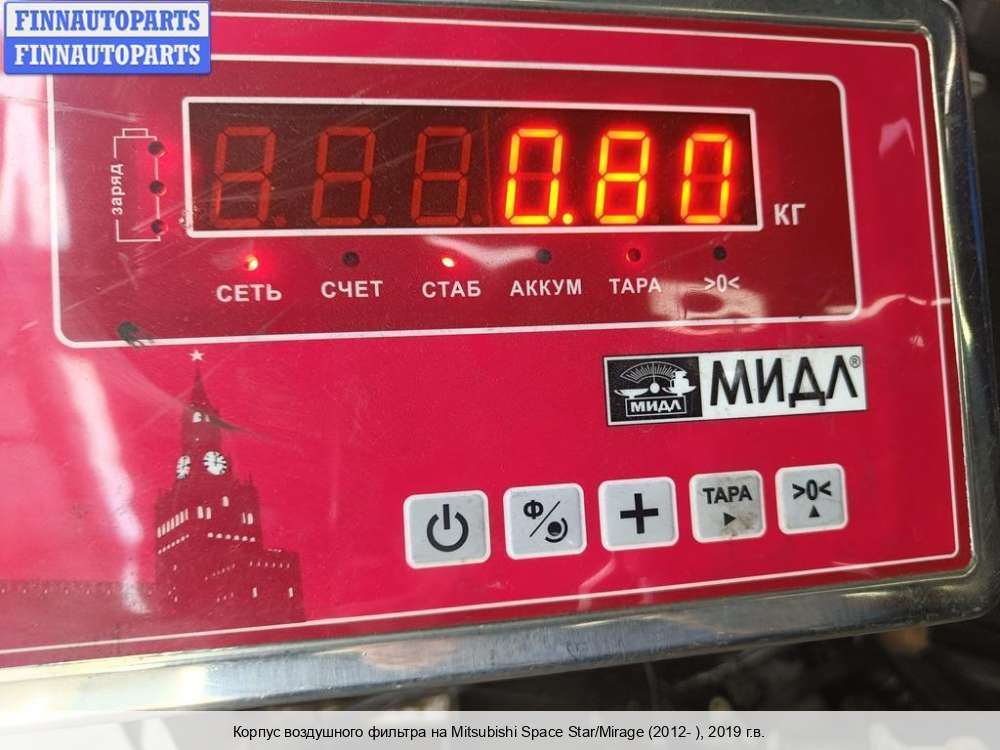 FINNAUTOPARTS
FINNAUTOPARTS
заряд
0.80
КГ
СЕТЬ СЧЕТ СТАБ АККУМ ТАРА >0<
МИДЛ МИДЛ®
Ф/ + ТАРА >0<
Корпус воздушного фильтра на Mitsubishi Space Star/Mirage (2012- ), 2019 г.в.